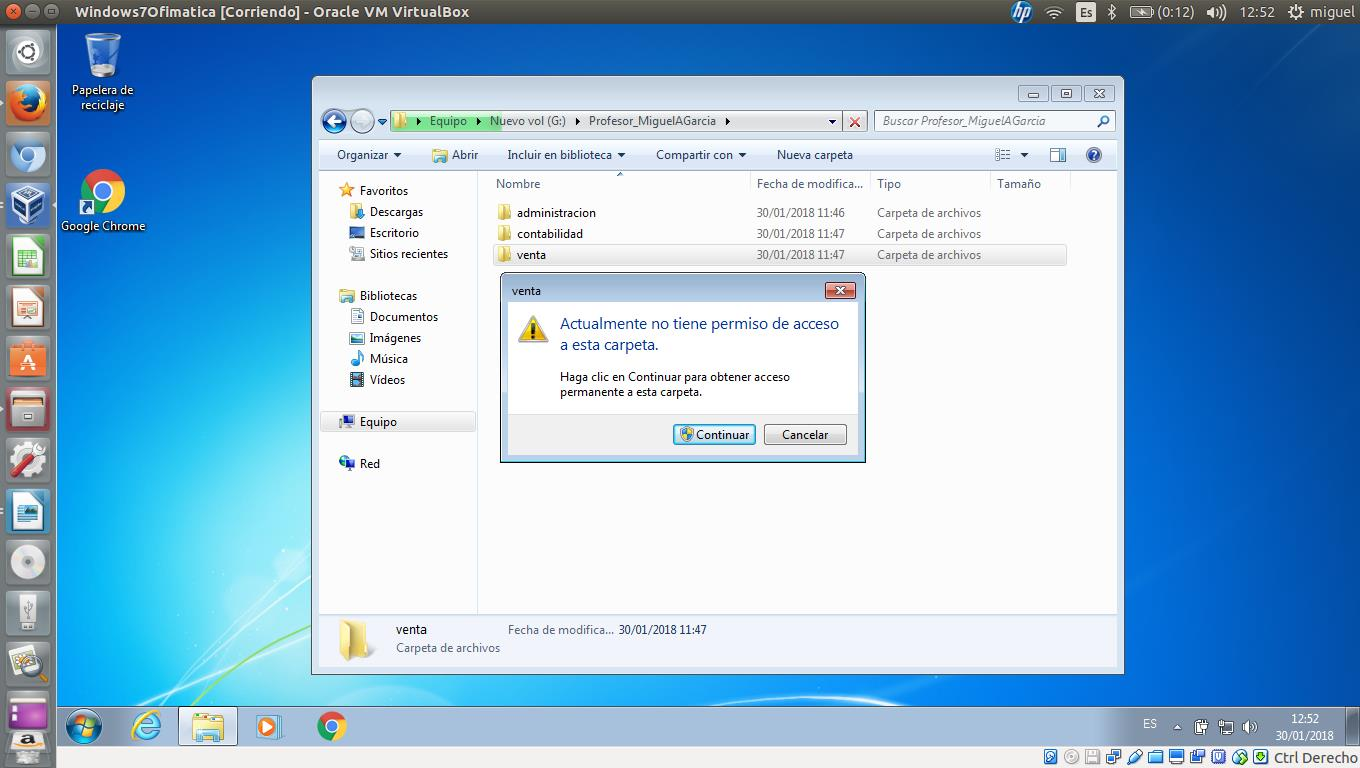 Windows7Ofimatica [Corriendo] - Oracle VM VirtualBox
hp
Es
(0:12)
12:52
miguel
Papelera de
reciclaje
Google Chrome
Equipo
Nuevo vol (G:)
Profesor_MiguelAGarcia
Buscar Profesor_MiguelAGarcia
Organizar
Abrir
Incluir en biblioteca
Compartir con
Nueva carpeta
Favoritos
Descargas
Escritorio
Sitios recientes
Bibliotecas
Documentos
Imágenes
Música
Vídeos
Equipo
Red
Nombre
Fecha de modifica...
Tipo
Tamaño
administracion
30/01/2018 11:46
Carpeta de archivos
contabilidad
30/01/2018 11:47
Carpeta de archivos
venta
30/01/2018 11:47
Carpeta de archivos
venta
Actualmente no tiene permiso de acceso
a esta carpeta.
Haga clic en Continuar para obtener acceso
permanente a esta carpeta.
Continuar
Cancelar
venta
Fecha de modifica... 30/01/2018 11:47
Carpeta de archivos
ES
12:52
30/01/2018
Ctrl Derecho